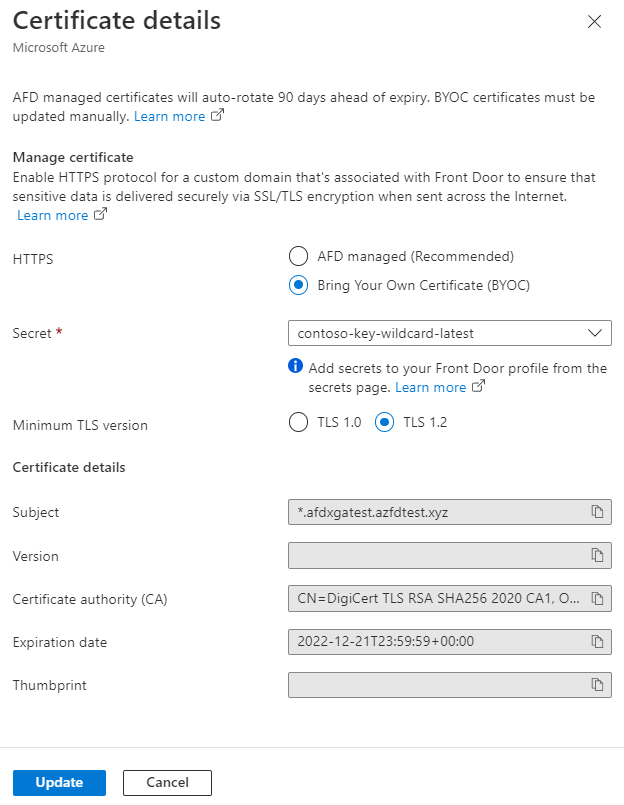 Certificate details
Microsoft Azure
AFD managed certificates will auto-rotate 90 days ahead of expiry. BYOC certificates must be
updated manually. Learn more
Manage certificate
Enable HTTPS protocol for a custom domain that's associated with Front Door to ensure that
sensitive data is delivered securely via SSL/TLS encryption when sent across the Internet.
Learn more
HTTPS
AFD managed (Recommended)
Bring Your Own Certificate (BYOC)
Secret *
contoso-key-wildcard-latest
Add secrets to your Front Door profile from the
secrets page. Learn more
Minimum TLS version
TLS 1.0
TLS 1.2
Certificate details
Subject
*.afdxgatest.azfdtest.xyz
Version
Certificate authority (CA)
CN=DigiCert TLS RSA SHA256 2020 CA1, O...
Expiration date
2022-12-21T23:59:59+00:00
Thumbprint
Update
Cancel